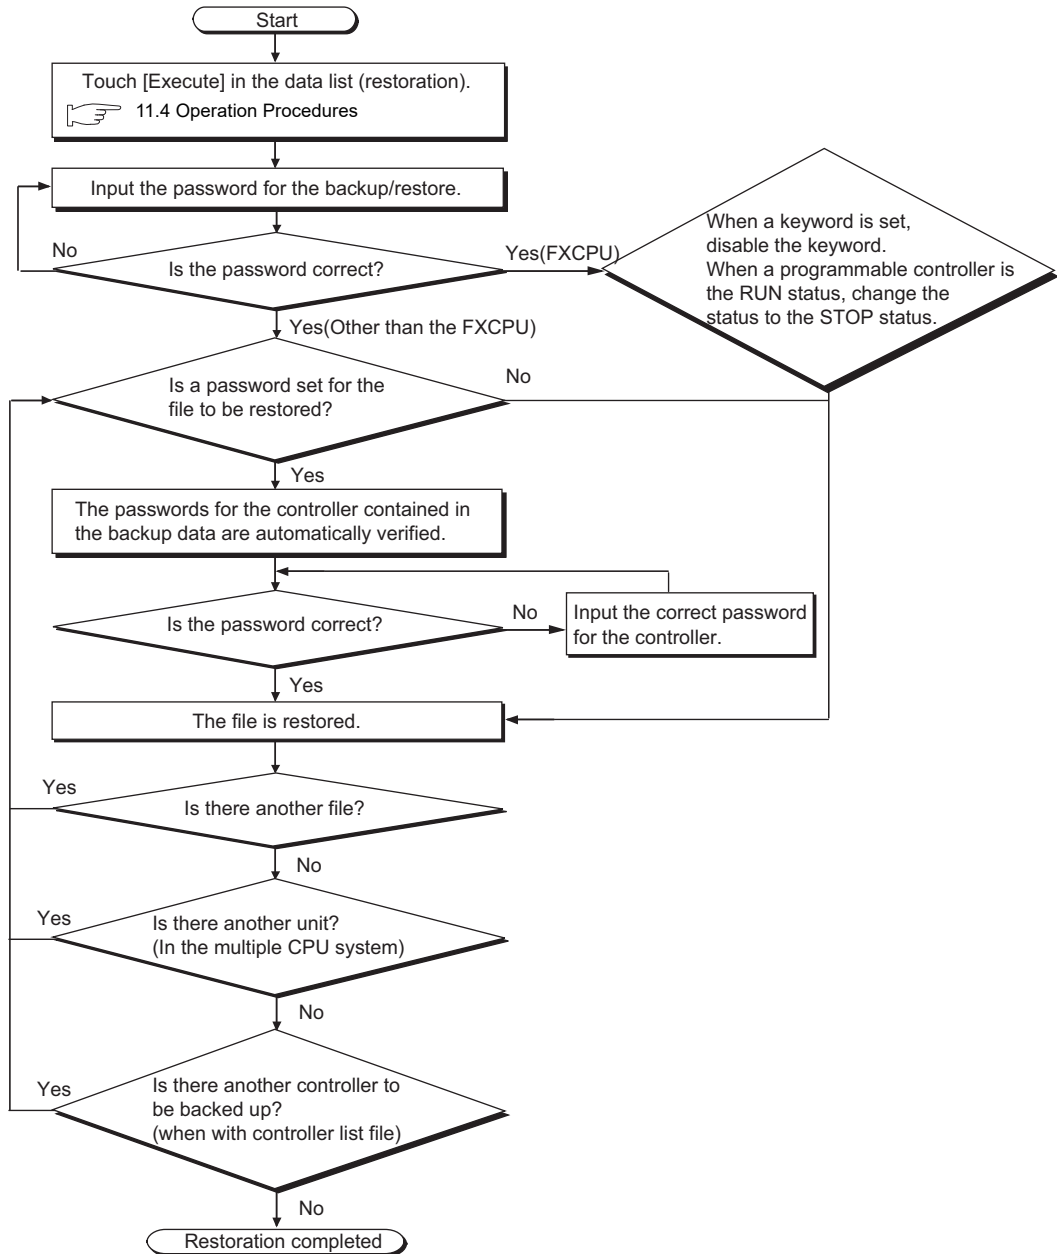 Start
Touch [Execute] in the data list (restoration).
11.4 Operation Procedures
Input the password for the backup/restore.
No
Is the password correct?
Yes(FXCPU)
When a keyword is set,
disable the keyword.
When a programmable controller is
the RUN status, change the
status to the STOP status.
Yes(Other than the FXCPU)
Is a password set for the
file to be restored?
No
Yes
The passwords for the controller contained in
the backup data are automatically verified.
Is the password correct?
No
Input the correct password
for the controller.
Yes
The file is restored.
Yes
Is there another file?
No
Yes
Is there another unit?
(In the multiple CPU system)
No
Yes
Is there another controller to
be backed up?
(when with controller list file)
No
Restoration completed